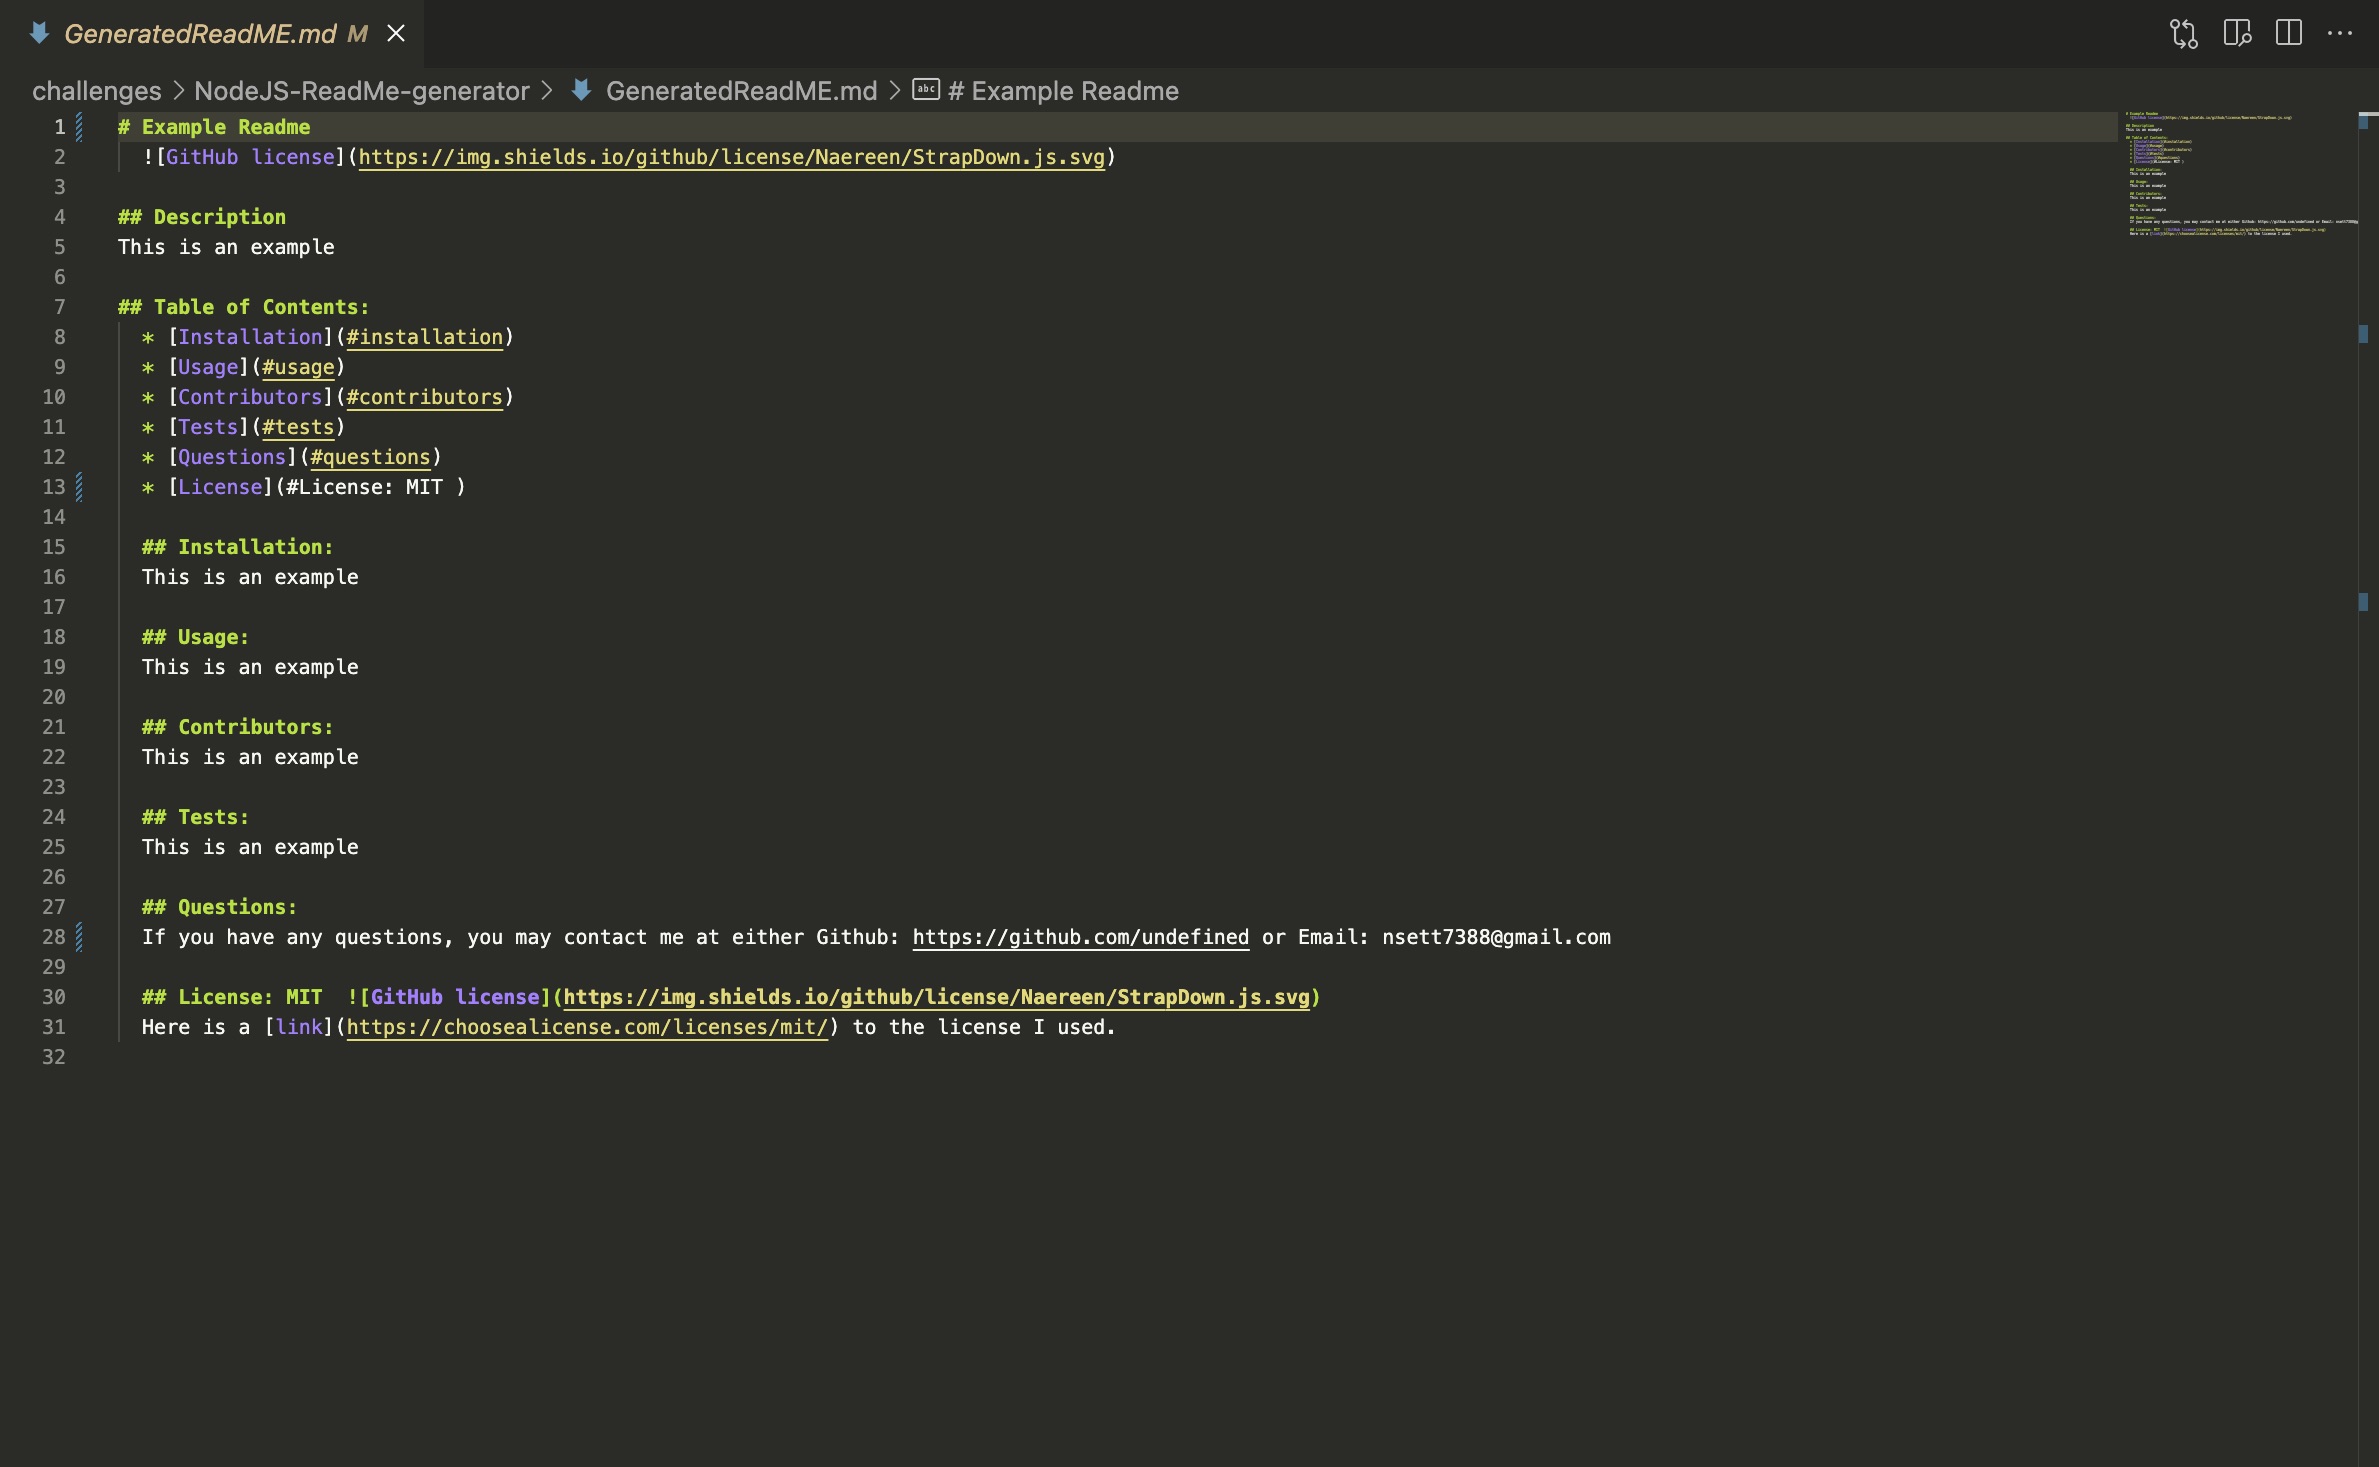 GeneratedReadME.md M
challenges > NodeJS-ReadMe-generator > GeneratedReadME.md > abc # Example Readme
1 # Example Readme
2 ![GitHub license](https://img.shields.io/github/license/Naereen/StrapDown.js.svg)
3
4 ## Description
5 This is an example
6
7 ## Table of Contents:
8 * [Installation](#installation)
9 * [Usage](#usage)
10 * [Contributors](#contributors)
11 * [Tests](#tests)
12 * [Questions](#questions)
13 * [License](#License: MIT )
14
15 ## Installation:
16 This is an example
17
18 ## Usage:
19 This is an example
20
21 ## Contributors:
22 This is an example
23
24 ## Tests:
25 This is an example
26
27 ## Questions:
28 If you have any questions, you may contact me at either Github: https://github.com/undefined or Email: nsett7388@gmail.com
29
30 ## License: MIT  ![GitHub license](https://img.shields.io/github/license/Naereen/StrapDown.js.svg)
31 Here is a [link](https://choosealicense.com/licenses/mit/) to the license I used.
32